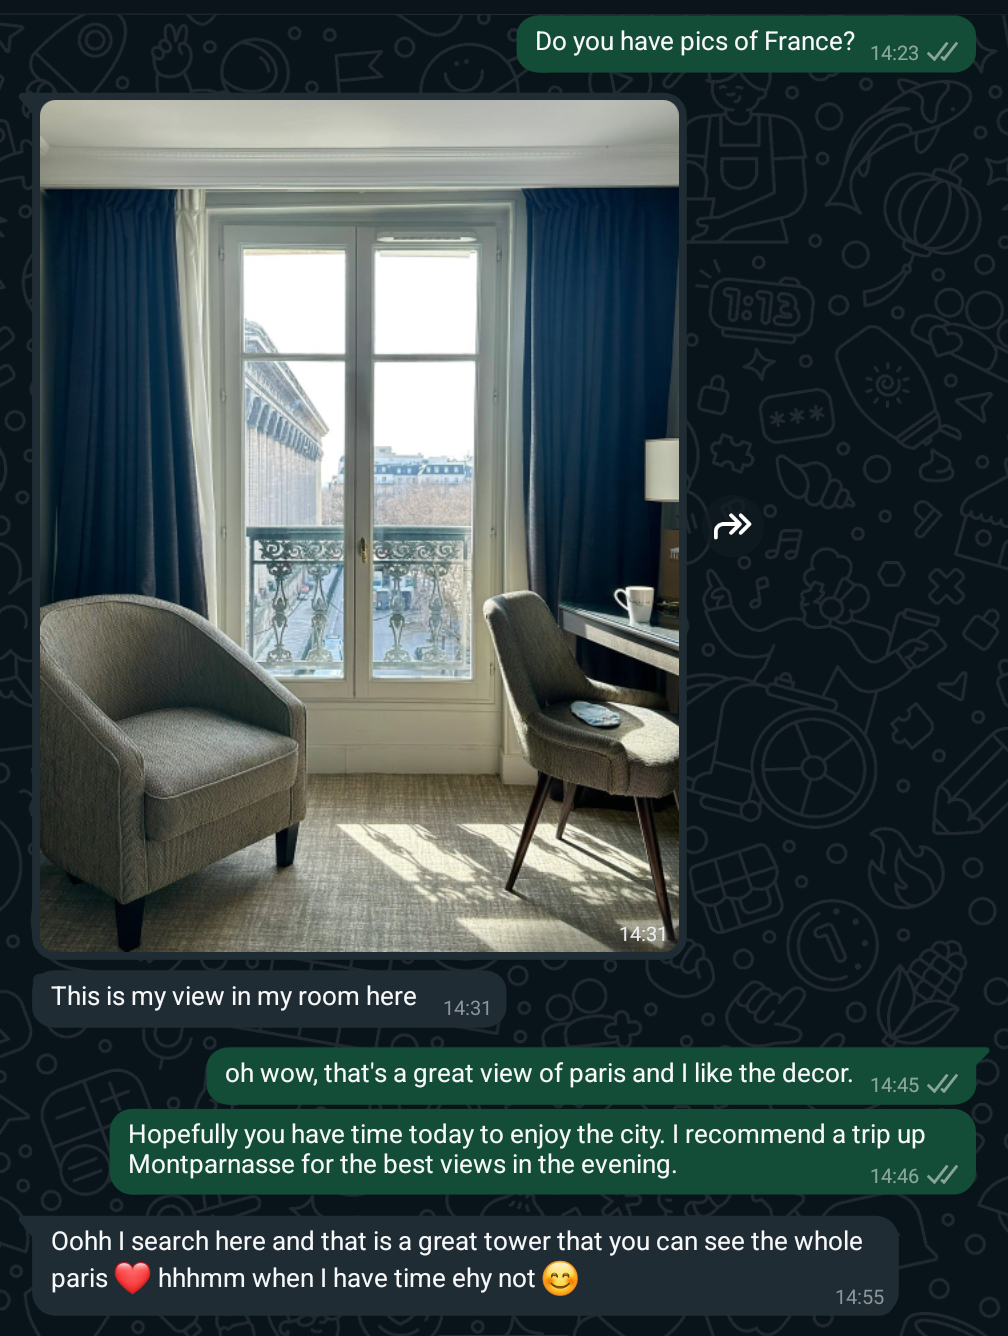 Do you have pics of France? 14:23
1:13
***
14:31
This is my view in my room here 14:31
oh wow, that's a great view of paris and I like the decor. 14:45
Hopefully you have time today to enjoy the city. I recommend a trip up
Montparnasse for the best views in the evening. 14:46
Oohh I search here and that is a great tower that you can see the whole
paris ❤️ hhhmm when I have time ehy not 😊
14:55